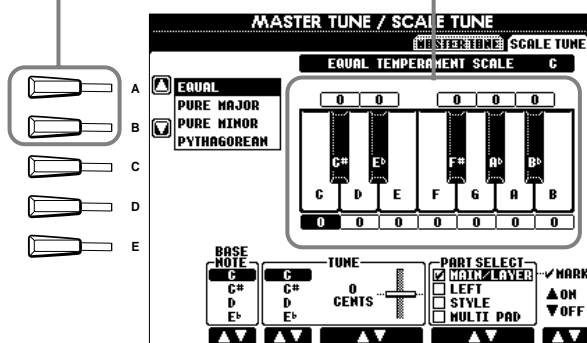 MASTER TUNE / SCALE TUNE
MASTER TUNE SCALE TUNE
EQUAL TEMPERAMENT SCALE C
A
B
C
D
E
EQUAL
PURE MAJOR
PURE MINOR
PYTHAGOREAN
0 0 0 0 0
C# E♭ F# A♭ B♭
C D E F G A B
0 0 0 0 0 0 0
BASE NOTE
C
C#
D
E♭
TUNE
C
C#
D
E♭
0
CENTS
PART SELECT
✓ MAIN/LAYER
LEFT
STYLE
MULTI PAD
✓MARK
▲ON
▼OFF